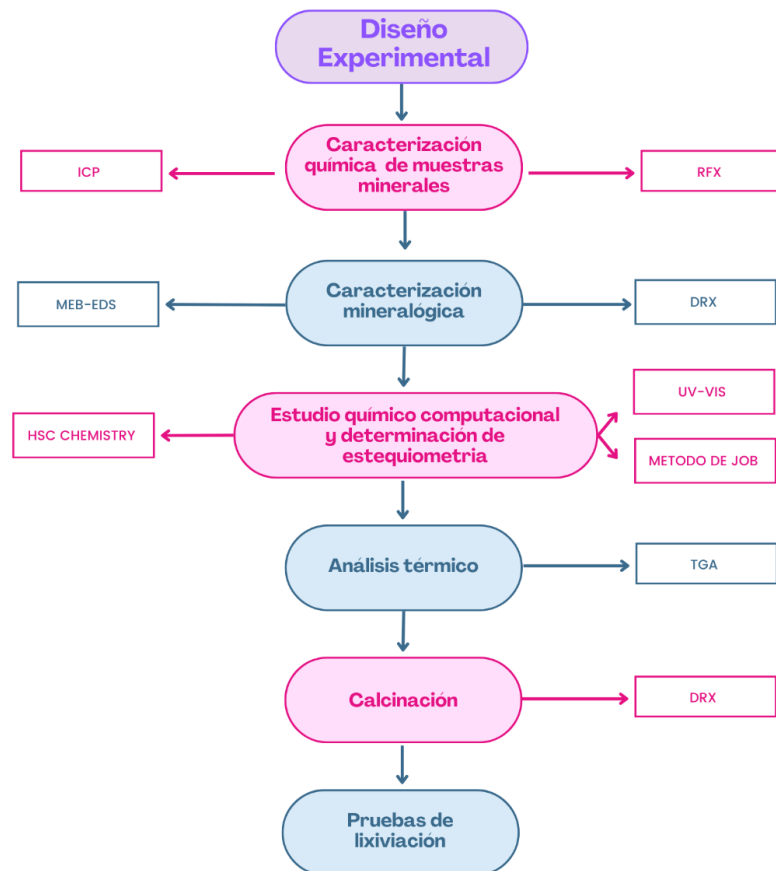 Diseño
Experimental
Caracterización
química de muestras
minerales
ICP
RFX
Caracterización
mineralógica
MEB-EDS
DRX
Estudio químico computacional
y determinación de
estequiometria
HSC CHEMISTRY
UV-VIS
METODO DE JOB
Análisis térmico
TGA
Calcinación
DRX
Pruebas de
lixiviación